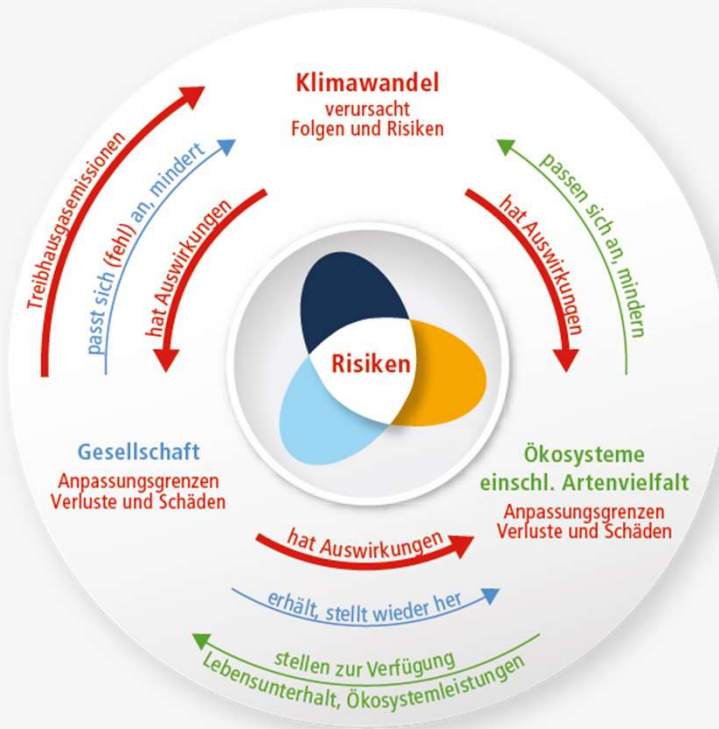 Klimawandel
verursacht
Folgen und Risiken
Treibhausgasemissionen
passt sich (fehl) an, mindert
hat Auswirkungen
hat Auswirkungen
passen sich an, mindern
Risiken
Gesellschaft
Anpassungsgrenzen
Verluste und Schäden
Ökosysteme
einschl. Artenvielfalt
Anpassungsgrenzen
Verluste und Schäden
hat Auswirkungen
erhält, stellt wieder her
stellen zur Verfügung
Lebensunterhalt, Ökosystemleistungen